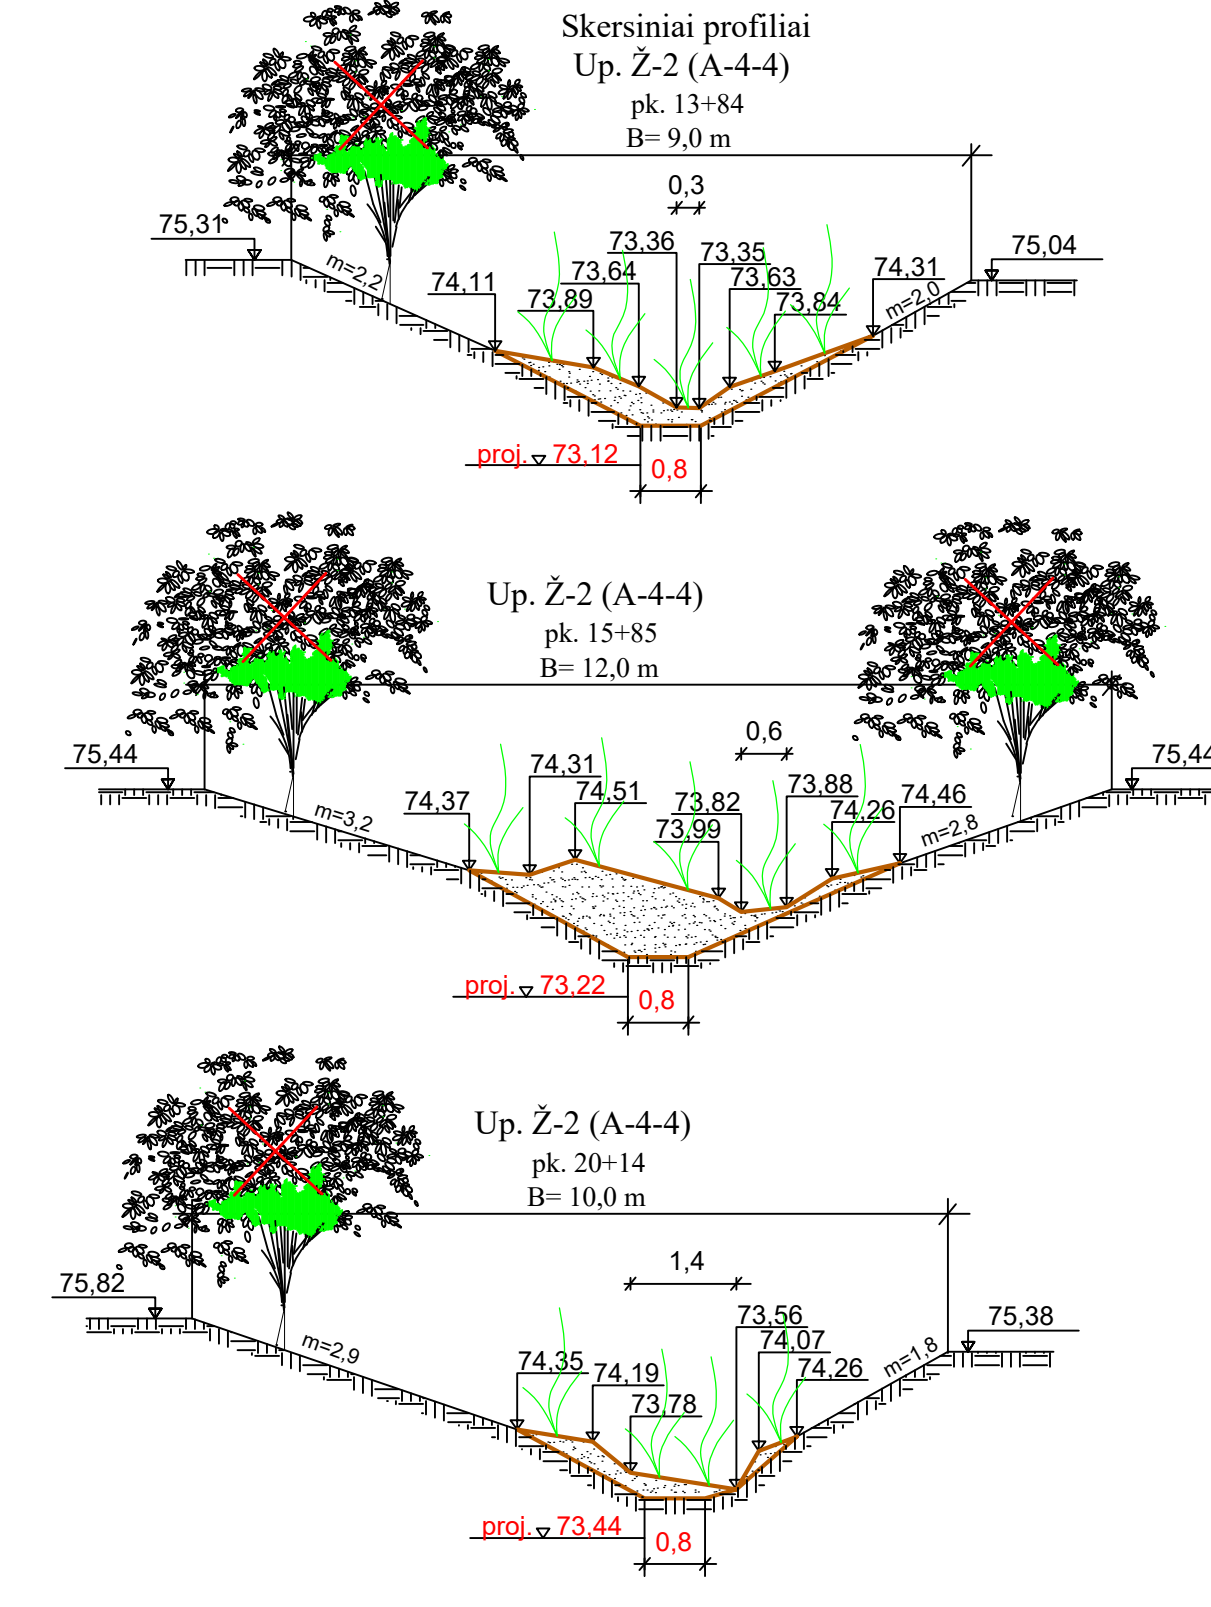 Skersiniai profiliai
Up. Ž-2 (A-4-4)
pk. 13+84
B= 9,0 m
0,3
75,31
73,36
73,35
75,04
m=2,2
73,64
73,63
74,31
74,11
73,89
73,84
m=2,0
proj. 73,12
0,8
Up. Ž-2 (A-4-4)
pk. 15+85
B= 12,0 m
0,6
75,44
75,44
74,31
73,88
74,37
74,51
73,82
74,26
74,46
m=3,2
73,99
m=2,8
proj. 73,22
0,8
Up. Ž-2 (A-4-4)
pk. 20+14
B= 10,0 m
1,4
75,82
73,56
75,38
m=2,9
74,07
m=1,8
74,35
74,19
74,26
73,78
proj. 73,44
0,8